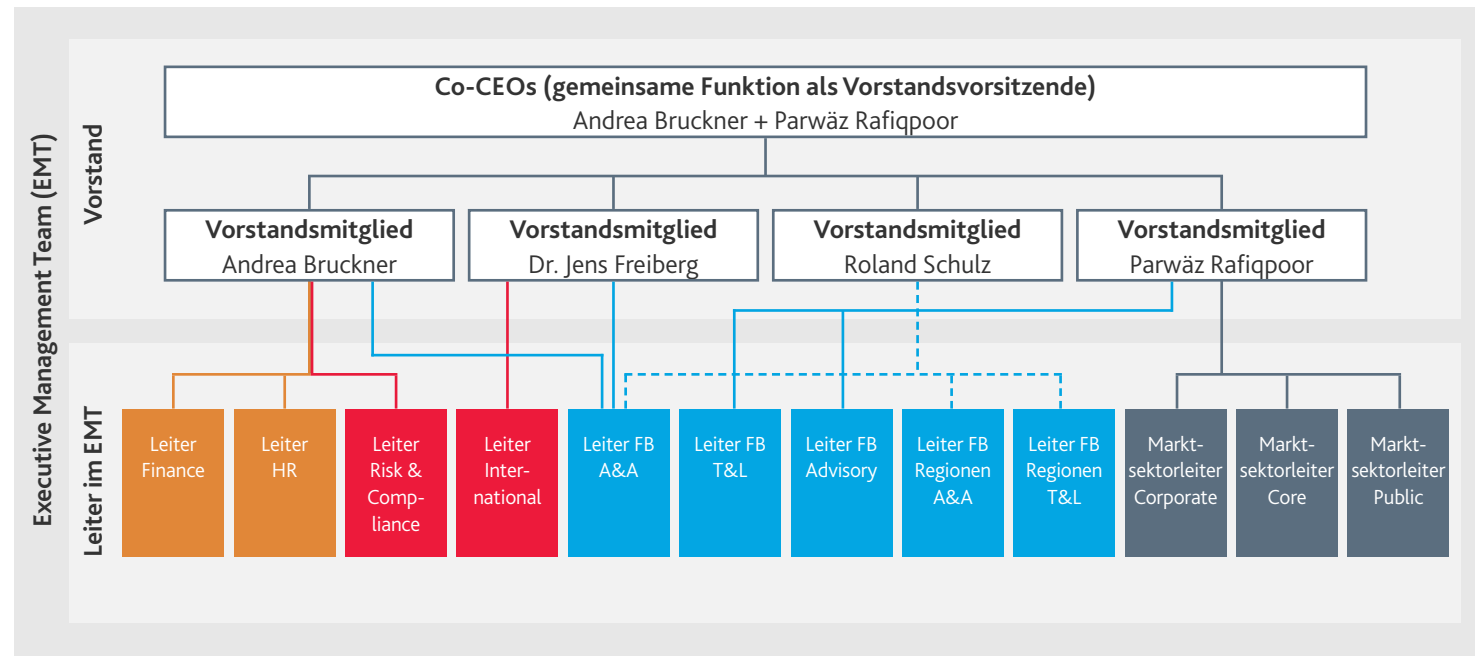 Executive Management Team (EMT)
Vorstand
Co-CEOs (gemeinsame Funktion als Vorstandsvorsitzende)
Andrea Bruckner + Parwäz Rafiqpoor
Vorstandsmitglied
Andrea Bruckner
Vorstandsmitglied
Dr. Jens Freiberg
Vorstandsmitglied
Roland Schulz
Vorstandsmitglied
Parwäz Rafiqpoor
Leiter im EMT
Leiter
Finance
Leiter
HR
Leiter
Risk &
Comp-
liance
Leiter
Inter-
national
Leiter FB
A&A
Leiter FB
T&L
Leiter FB
Advisory
Leiter FB
Regionen
A&A
Leiter FB
Regionen
T&L
Markt-
sektorleiter
Corporate
Markt-
sektorleiter
Core
Markt-
sektorleiter
Public